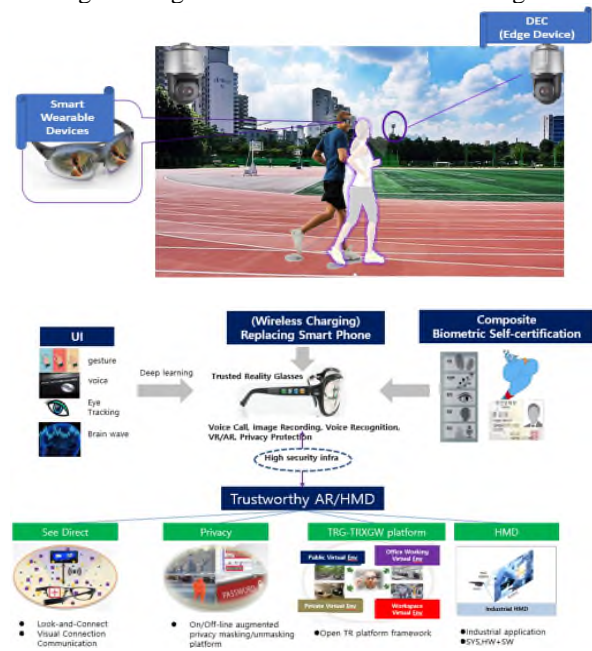 DEC
(Edge Device)
Smart
Wearable
Devices
UI
gesture
voice
Eye
Tracking
Brain wave
Deep learning
(Wireless Charging)
Replacing Smart Phone
Composite
Biometric Self-certification
Trusted Reality Glasses
Voice Call, Image Recording, Voice Recognition,
VR/AR, Privacy Protection
High security infra
Trustworthy AR/HMD
See Direct
Privacy
TRG-TRXGW platform
HMD
PASSWORD
Public Virtual Env
Office Working
Virtual Env
Private Virtual Env
Workspace
Virtual Env
Industrial HMD
● Look-and-Connect
● Visual Connection
Communication
● On/Off-line augmented
privacy masking/unmasking
platform
●Open TR platform framework
●Industrial application
●SYS,HW+SW